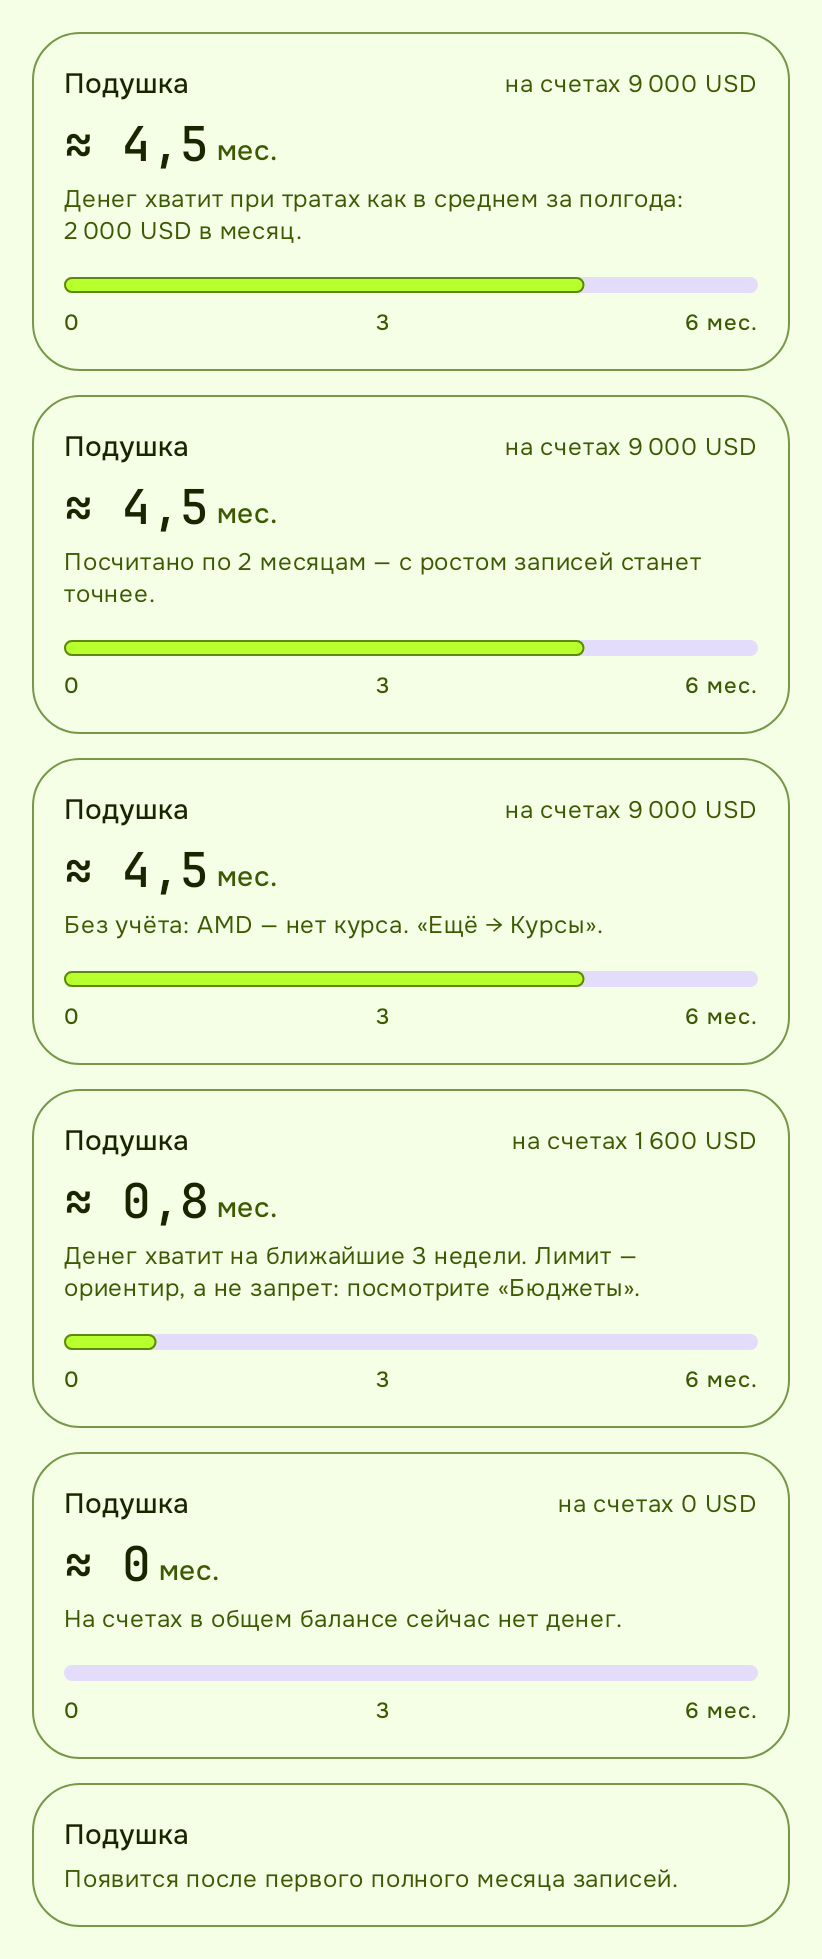 Подушка
на счетах 9 000 USD
≈ 4,5 мес.
Денег хватит при тратах как в среднем за полгода:
2 000 USD в месяц.
0 3 6 мес.
Подушка
на счетах 9 000 USD
≈ 4,5 мес.
Посчитано по 2 месяцам — с ростом записей станет
точнее.
0 3 6 мес.
Подушка
на счетах 9 000 USD
≈ 4,5 мес.
Без учёта: AMD — нет курса. «Ещё → Курсы».
0 3 6 мес.
Подушка
на счетах 1 600 USD
≈ 0,8 мес.
Денег хватит на ближайшие 3 недели. Лимит —
ориентир, а не запрет: посмотрите «Бюджеты».
0 3 6 мес.
Подушка
на счетах 0 USD
≈ 0 мес.
На счетах в общем балансе сейчас нет денег.
0 3 6 мес.
Подушка
Появится после первого полного месяца записей.